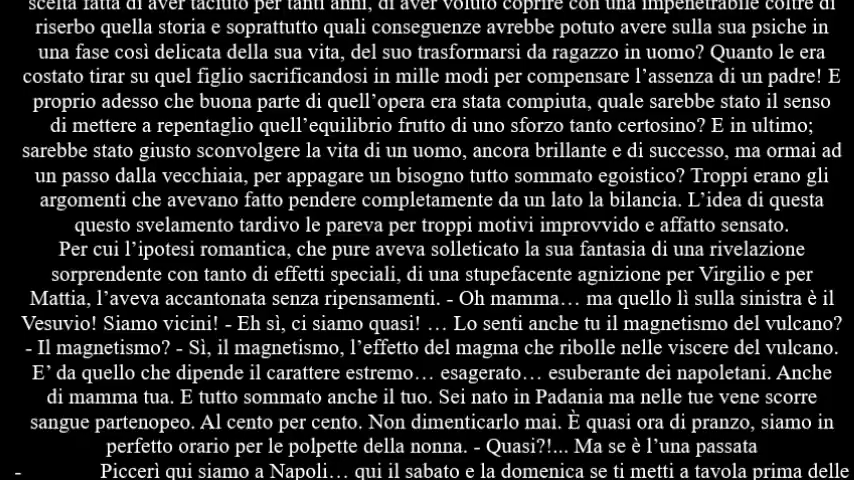 scelta fatta di aver taciuto per tanti anni, di aver voluto coprire con una impenetrabile coltre di
riserbo quella storia e soprattutto quali conseguenze avrebbe potuto avere sulla sua psiche in
una fase così delicata della sua vita, del suo trasformarsi da ragazzo in uomo? Quanto le era
costato tirar su quel figlio sacrificandosi in mille modi per compensare l’assenza di un padre! E
proprio adesso che buona parte di quell’opera era stata compiuta, quale sarebbe stato il senso
di mettere a repentaglio quell’equilibrio frutto di uno sforzo tanto certosino? E in ultimo;
sarebbe stato giusto sconvolgere la vita di un uomo, ancora brillante e di successo, ma ormai ad
un passo dalla vecchiaia, per appagare un bisogno tutto sommato egoistico? Troppi erano gli
argomenti che avevano fatto pendere completamente da un lato la bilancia. L’idea di questa
questo svelamento tardivo le pareva per troppi motivi improvvido e affatto sensato.
Per cui l’ipotesi romantica, che pure aveva solleticato la sua fantasia di una rivelazione
sorprendente con tanto di effetti speciali, di una stupefacente agnizione per Virgilio e per
Mattia, l’aveva accantonata senza ripensamenti. - Oh mamma… ma quello lì sulla sinistra è il
Vesuvio! Siamo vicini! - Eh sì, ci siamo quasi! … Lo senti anche tu il magnetismo del vulcano?
- Il magnetismo? - Sì, il magnetismo, l’effetto del magma che ribolle nelle viscere del vulcano.
E’ da quello che dipende il carattere estremo… esagerato… esuberante dei napoletani. Anche
di mamma tua. E tutto sommato anche il tuo. Sei nato in Padania ma nelle tue vene scorre
sangue partenopeo. Al cento per cento. Non dimenticarlo mai. È quasi ora di pranzo, siamo in
perfetto orario per le polpette della nonna. - Quasi?!... Ma se è l’una passata
- Piccerì qui siamo a Napoli… qui il sabato e la domenica se ti metti a tavola prima delle